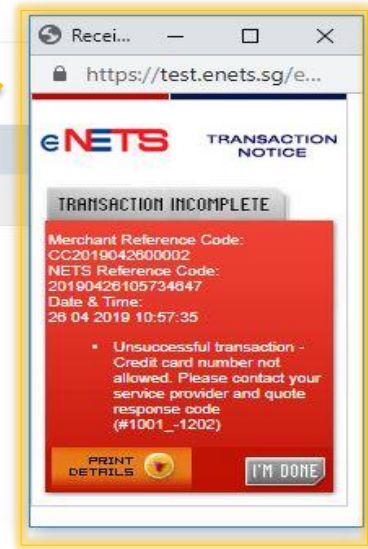 Recei...
https://test.enets.sg/e...
eNETS
TRANSACTION
NOTICE
TRANSACTION INCOMPLETE
Merchant Reference Code:
CC2019042600002
NETS Reference Code:
20190426105734647
Date & Time:
26 04 2019 10:57:35
Unsuccessful transaction -
Credit card number not
allowed. Please contact your
service provider and quote
response code
(#1001_-1202)
PRINT
DETAILS
I'M DONE